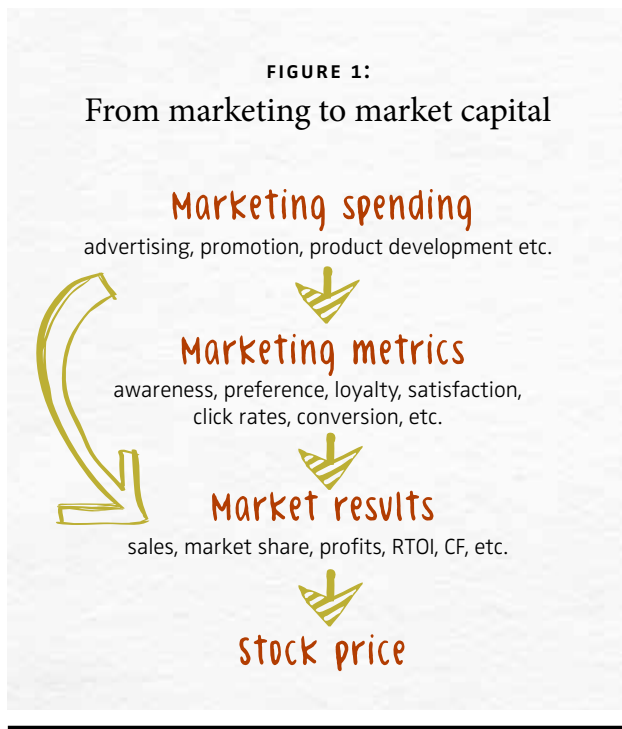 FIGURE 1:
From marketing to market capital
Marketing spending
advertising, promotion, product development etc.
Marketing metrics
awareness, preference, loyalty, satisfaction,
click rates, conversion, etc.
Market results
sales, market share, profits, RTOI, CF, etc.
Stock price